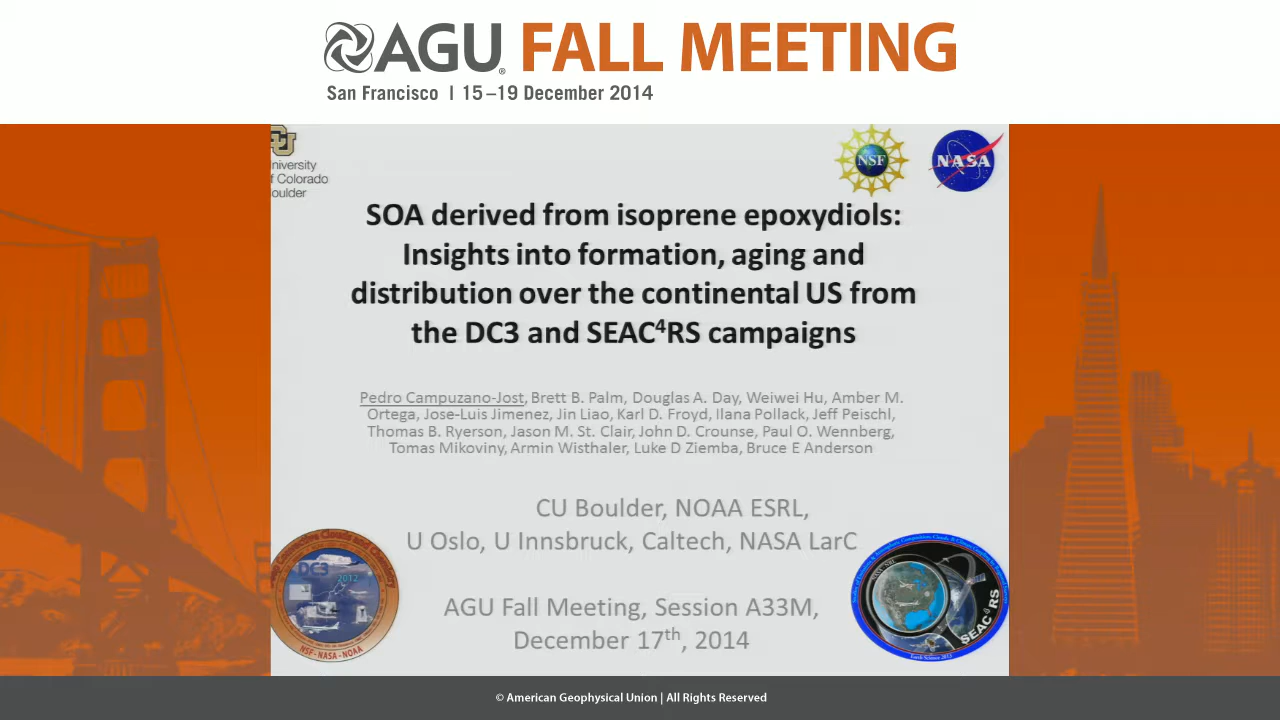 AGU FALL MEETING
San Francisco | 15–19 December 2014
CU
niversity
f Colorado
oulder
NSF
NASA
SOA derived from isoprene epoxydiols:
Insights into formation, aging and
distribution over the continental US from
the DC3 and SEAC⁴RS campaigns
Pedro Campuzano-Jost, Brett B. Palm, Douglas A. Day, Weiwei Hu, Amber M.
Ortega, Jose-Luis Jimenez, Jin Liao, Karl D. Froyd, Ilana Pollack, Jeff Peischl,
Thomas B. Ryerson, Jason M. St. Clair, John D. Crounse, Paul O. Wennberg,
Tomas Mikoviny, Armin Wisthaler, Luke D Ziemba, Bruce E Anderson
CU Boulder, NOAA ESRL,
U Oslo, U Innsbruck, Caltech, NASA LarC
DC3
2012
NSF - NASA - NOAA
SEAC⁴RS
Earth Science 2013
AGU Fall Meeting, Session A33M,
December 17th, 2014
© American Geophysical Union | All Rights Reserved